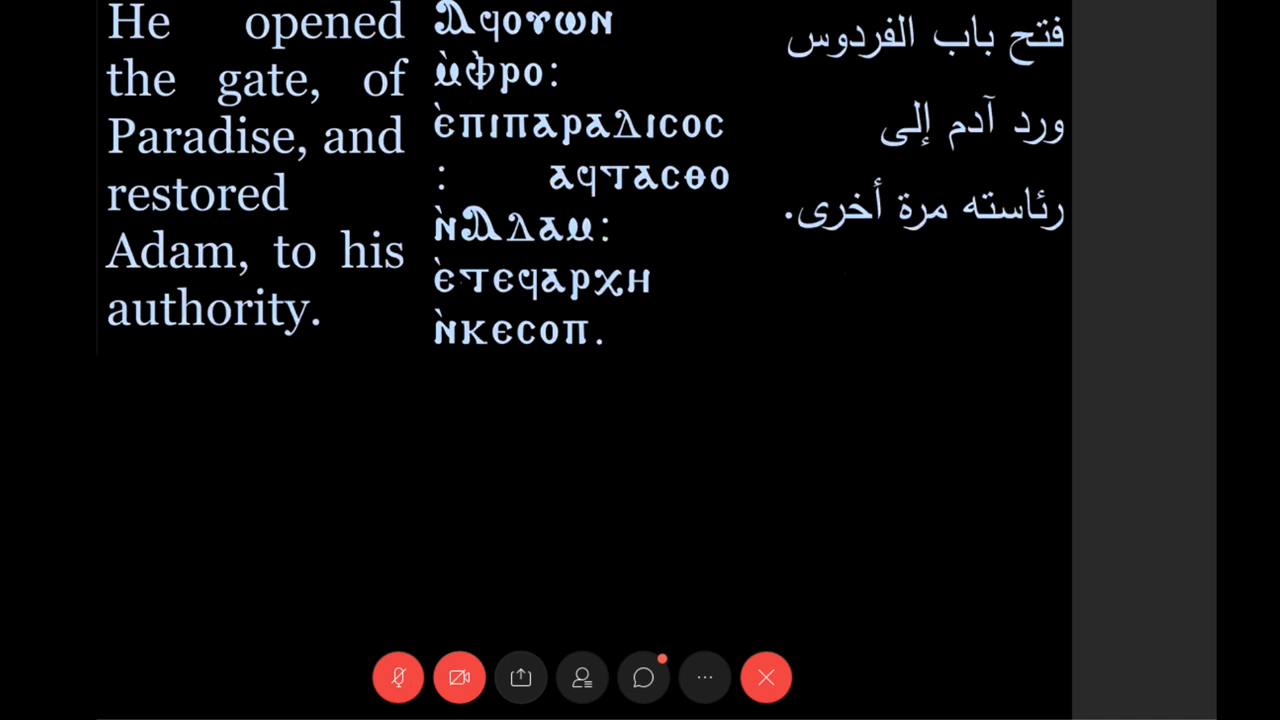 He opened
the gate, of
Paradise, and
restored
Adam, to his
authority.
Ⲁϥⲟⲩⲱⲛ
ⲙ̀ⲫ̀ⲣⲟ:
ⲉ̀ⲡⲓⲡⲁⲣⲁⲇⲓⲥⲟⲥ
: ⲁϥⲧⲁⲥⲑⲟ
ⲛ̀Ⲁⲇⲁⲙ:
ⲉ̀ⲧⲉϥⲁⲣⲭⲏ
ⲛ̀ⲕⲉⲥⲟⲡ.
فتح باب الفردوس
ورد آدم إلى
رئاسته مرة أخرى.